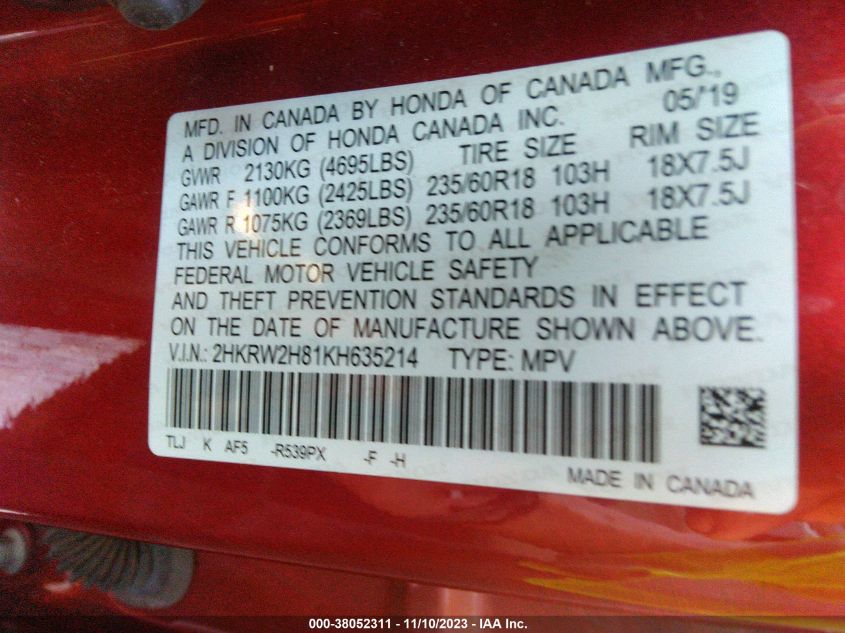 MFD. IN CANADA BY HONDA OF CANADA MFG.,
A DIVISION OF HONDA CANADA INC. 05/'19
GVWR 2130KG (4695LBS) TIRE SIZE RIM SIZE
GAWR F 1100KG (2425LBS) 235/60R18 103H 18X7.5J
GAWR R 1075KG (2369LBS) 235/60R18 103H 18X7.5J
THIS VEHICLE CONFORMS TO ALL APPLICABLE
FEDERAL MOTOR VEHICLE SAFETY
AND THEFT PREVENTION STANDARDS IN EFFECT
ON THE DATE OF MANUFACTURE SHOWN ABOVE.
V.I.N.: 2HKRW2H81KH635214 TYPE: MPV
TLJ K AF5 -R539PX -F -H
MADE IN CANADA
000-38052311 - 11/10/2023 - IAA Inc.